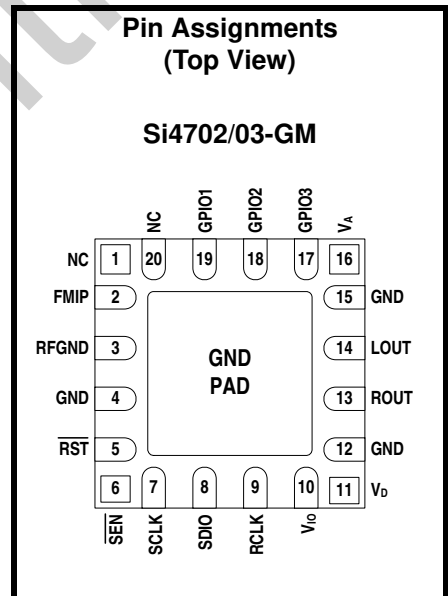 Pin Assignments
(Top View)
Si4702/03-GM
NC
GPIO1
GPIO2
GPIO3
VA
NC 1 20 19 18 17 16
FMIP 2 15 GND
RFGND 3 14 LOUT
GND
PAD
GND 4 13 ROUT
RST 5 12 GND
6 7 8 9 10 11 VD
SEN
SCLK
SDIO
RCLK
VIO